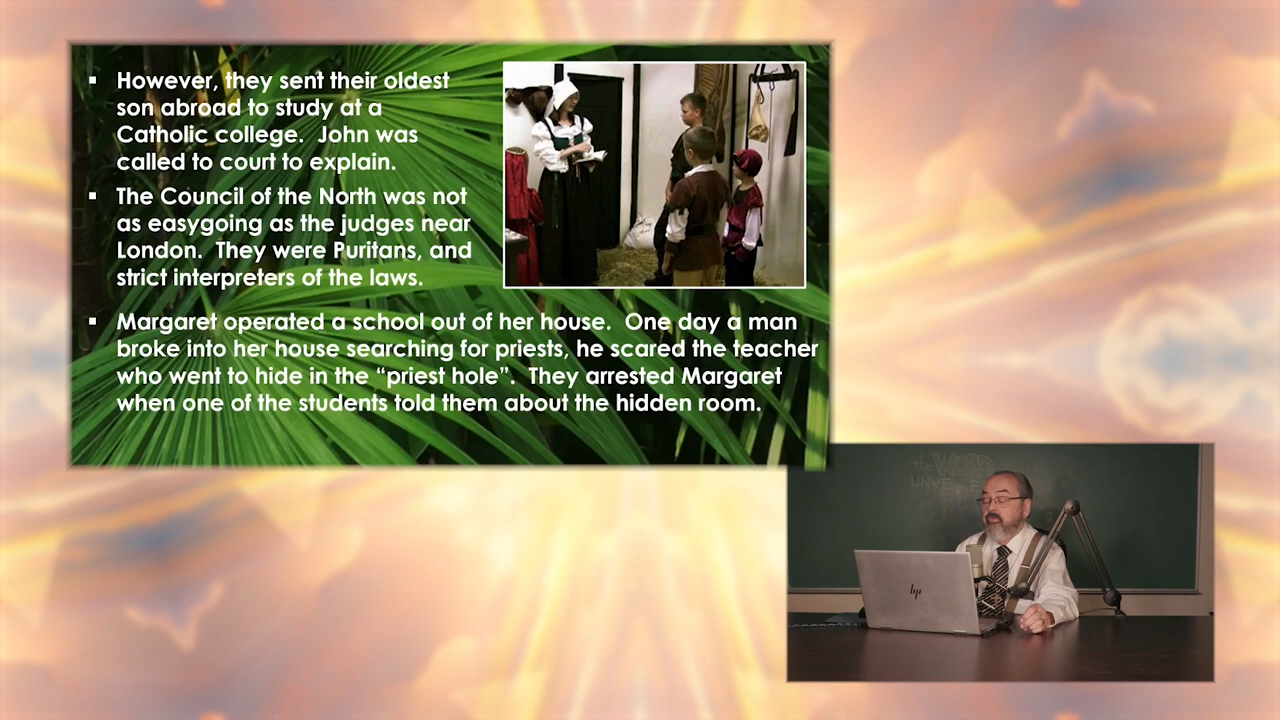 ▪ However, they sent their oldest
son abroad to study at a
Catholic college.  John was
called to court to explain.
▪ The Council of the North was not
as easygoing as the judges near
London.  They were Puritans, and
strict interpreters of the laws.
▪ Margaret operated a school out of her house.  One day a man
broke into her house searching for priests, he scared the teacher
who went to hide in the “priest hole”.  They arrested Margaret
when one of the students told them about the hidden room.
the WORD
hp